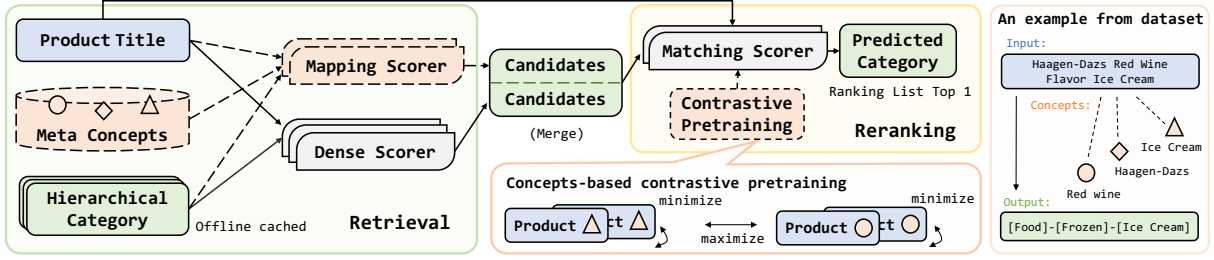 Product Title
Meta Concepts
Hierarchical
Category
Mapping Scorer
Dense Scorer
Offline cached
Retrieval
Candidates
Candidates
(Merge)
Matching Scorer
Contrastive
Pretraining
Predicted
Category
Ranking List Top 1
Reranking
Concepts-based contrastive pretraining
minimize
Product
ct
maximize
minimize
Product
ct
An example from dataset
Input:
Haagen-Dazs Red Wine
Flavor Ice Cream
Concepts:
Ice Cream
Haagen-Dazs
Red wine
Output:
[Food]-[Frozen]-[Ice Cream]